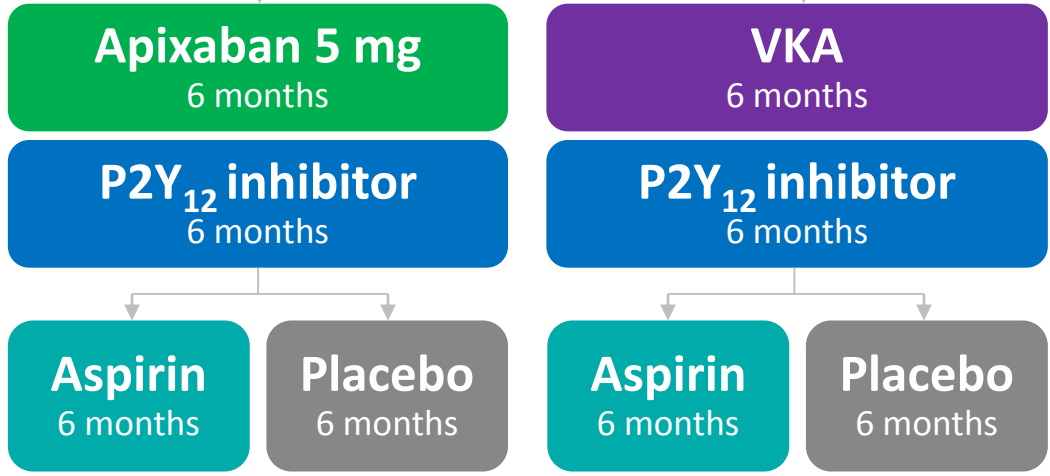 Apixaban 5 mg
6 months
VKA
6 months
P2Y₁₂ inhibitor
6 months
P2Y₁₂ inhibitor
6 months
Aspirin
6 months
Placebo
6 months
Aspirin
6 months
Placebo
6 months